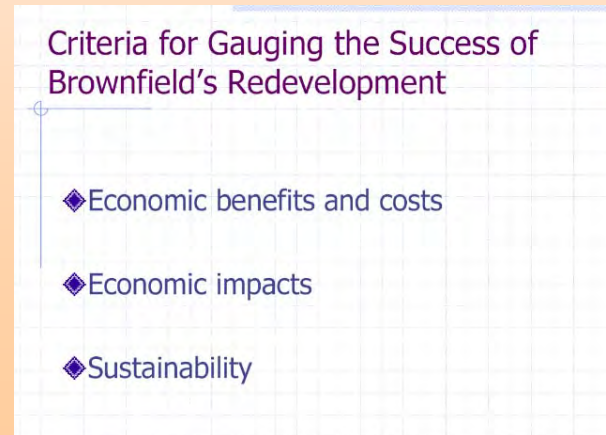 Criteria for Gauging the Success of
Brownfield’s Redevelopment
Economic benefits and costs
Economic impacts
Sustainability